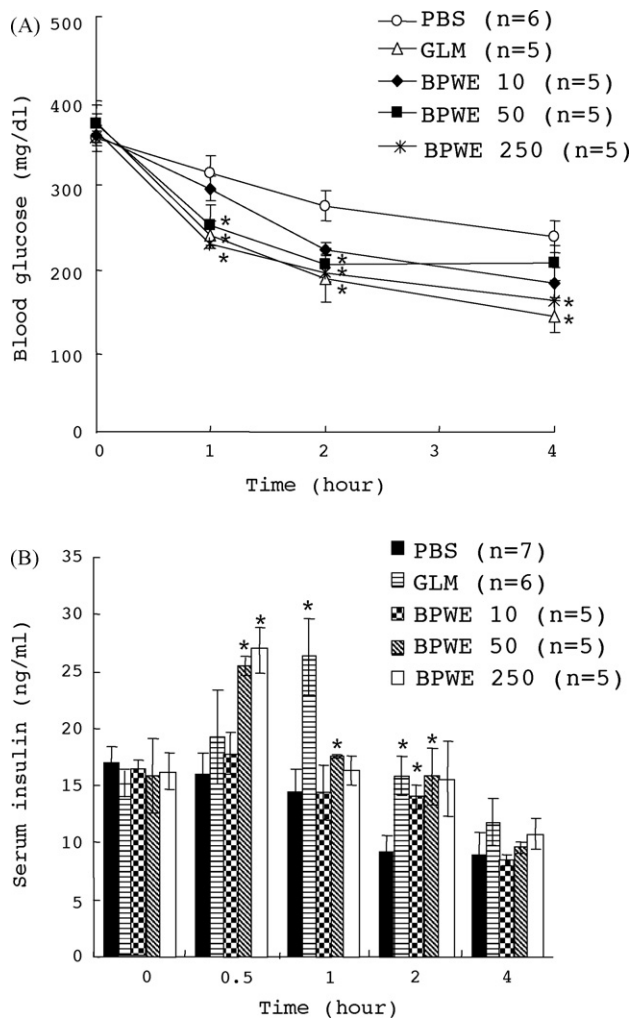 (A)
500
400
300
200
100
0
Blood glucose (mg/dl)
PBS (n=6)
GLM (n=5)
BPWE 10 (n=5)
BPWE 50 (n=5)
BPWE 250 (n=5)
*
*
*
*
*
*
*
*
0 1 2 3 4
Time (hour)
(B)
35
30
25
20
15
10
5
0
Serum insulin (ng/ml)
PBS (n=7)
GLM (n=6)
BPWE 10 (n=5)
BPWE 50 (n=5)
BPWE 250 (n=5)
* * * * * * *
0 0.5 1 2 4
Time (hour)